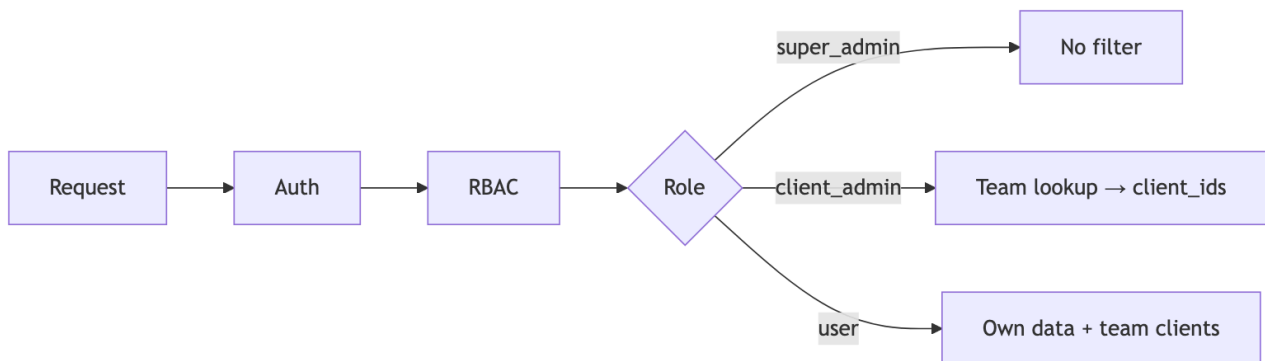 super_admin
No filter
Request
Auth
RBAC
Role
client_admin
Team lookup → client_ids
user
Own data + team clients